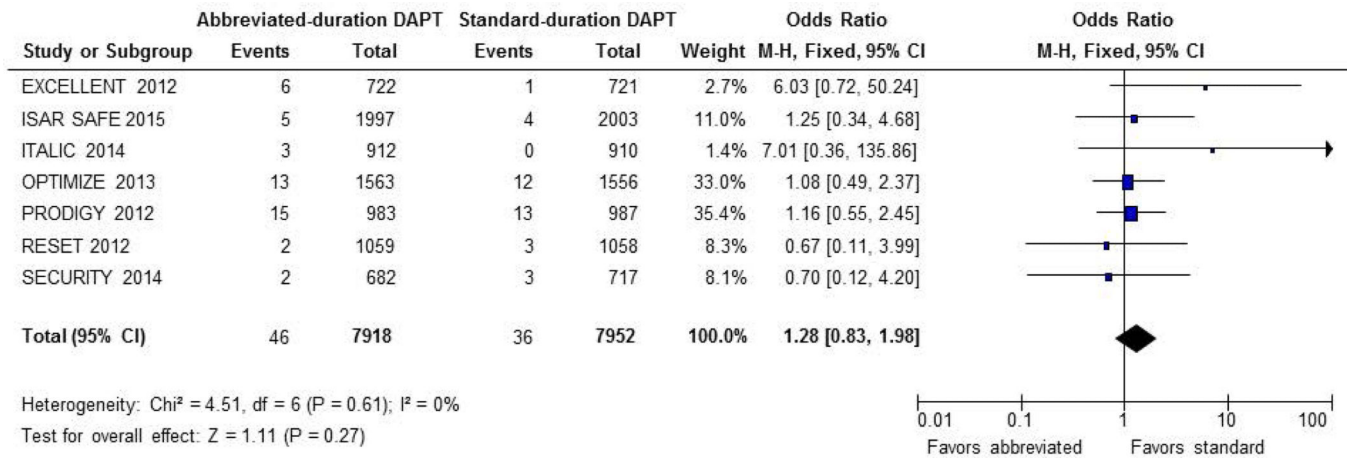 Abbreviated-duration DAPT Standard-duration DAPT Odds Ratio Odds Ratio
Study or Subgroup Events Total Events Total Weight M-H, Fixed, 95% CI M-H, Fixed, 95% CI
EXCELLENT 2012 6 722 1 721 2.7% 6.03 [0.72, 50.24]
ISAR SAFE 2015 5 1997 4 2003 11.0% 1.25 [0.34, 4.68]
ITALIC 2014 3 912 0 910 1.4% 7.01 [0.36, 135.86]
OPTIMIZE 2013 13 1563 12 1556 33.0% 1.08 [0.49, 2.37]
PRODIGY 2012 15 983 13 987 35.4% 1.16 [0.55, 2.45]
RESET 2012 2 1059 3 1058 8.3% 0.67 [0.11, 3.99]
SECURITY 2014 2 682 3 717 8.1% 0.70 [0.12, 4.20]
Total (95% CI) 46 7918 36 7952 100.0% 1.28 [0.83, 1.98]
Heterogeneity: Chi² = 4.51, df = 6 (P = 0.61); I² = 0%
Test for overall effect: Z = 1.11 (P = 0.27)
0.01 0.1 1 10 100
Favors abbreviated Favors standard